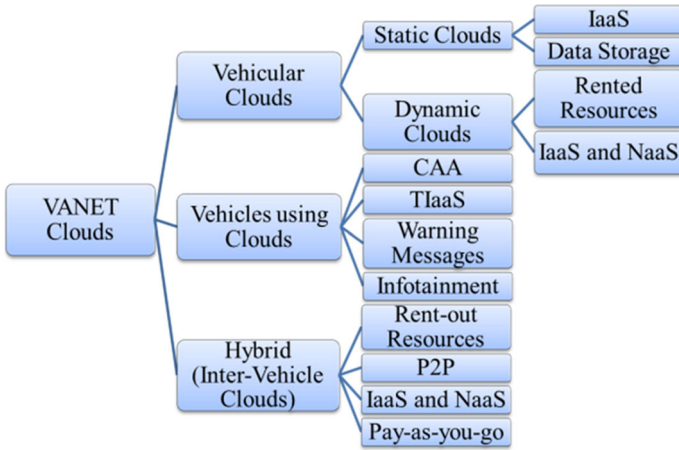 VANET
Clouds
Vehicular
Clouds
Static Clouds
IaaS
Data Storage
Dynamic
Clouds
Rented
Resources
IaaS and NaaS
Vehicles using
Clouds
CAA
TIaaS
Warning
Messages
Infotainment
Hybrid
(Inter-Vehicle
Clouds)
Rent-out
Resources
P2P
IaaS and NaaS
Pay-as-you-go